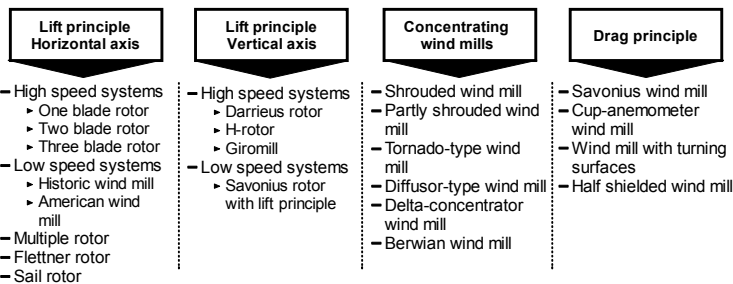 Lift principle
Horizontal axis
– High speed systems
► One blade rotor
► Two blade rotor
► Three blade rotor
– Low speed systems
► Historic wind mill
► American wind
mill
– Multiple rotor
– Flettner rotor
– Sail rotor
Lift principle
Vertical axis
– High speed systems
► Darrieus rotor
► H-rotor
► Giromill
– Low speed systems
► Savonius rotor
with lift principle
Concentrating
wind mills
– Shrouded wind mill
– Partly shrouded wind
mill
– Tornado-type wind
mill
– Diffusor-type wind mill
– Delta-concentrator
wind mill
– Berwian wind mill
Drag principle
– Savonius wind mill
– Cup-anemometer
wind mill
– Wind mill with turning
surfaces
– Half shielded wind mill